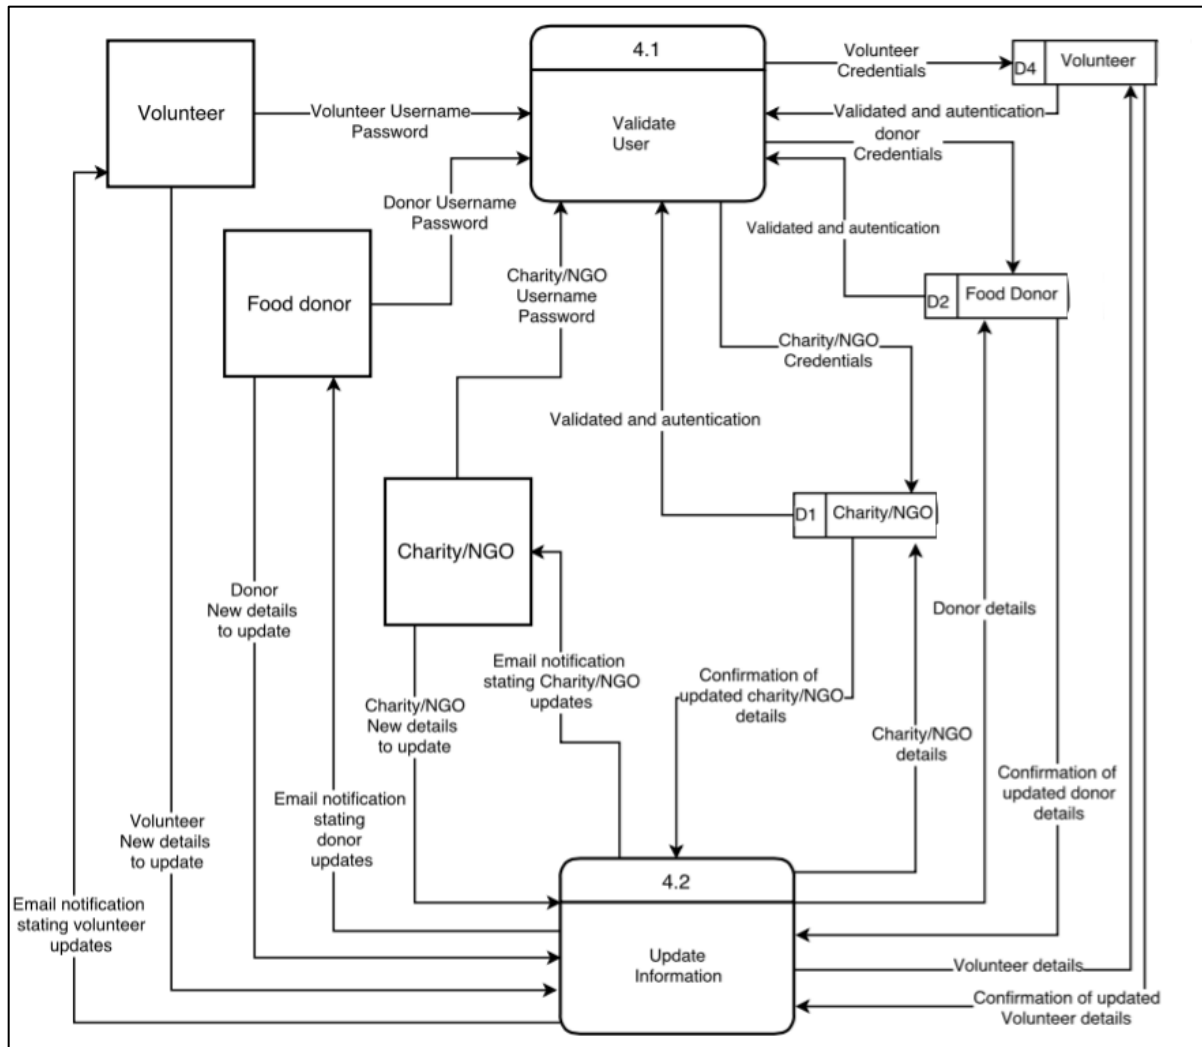 4.1
Validate
User
Volunteer
Volunteer Username
Password
Volunteer
Credentials
D4
Volunteer
Validated and autentication
donor
Credentials
Donor Username
Password
Validated and autentication
Food donor
Charity/NGO
Username
Password
D2
Food Donor
Charity/NGO
Credentials
Validated and autentication
D1
Charity/NGO
Charity/NGO
Donor
New details
to update
Donor details
Email notification
stating Charity/NGO
updates
Confirmation of
updated charity/NGO
details
Charity/NGO
New details
to update
Charity/NGO
details
Confirmation of
updated donor
details
Email notification
stating
donor
updates
Volunteer
New details
to update
4.2
Update
Information
Email notification
stating volunteer
updates
Volunteer details
Confirmation of updated
Volunteer details